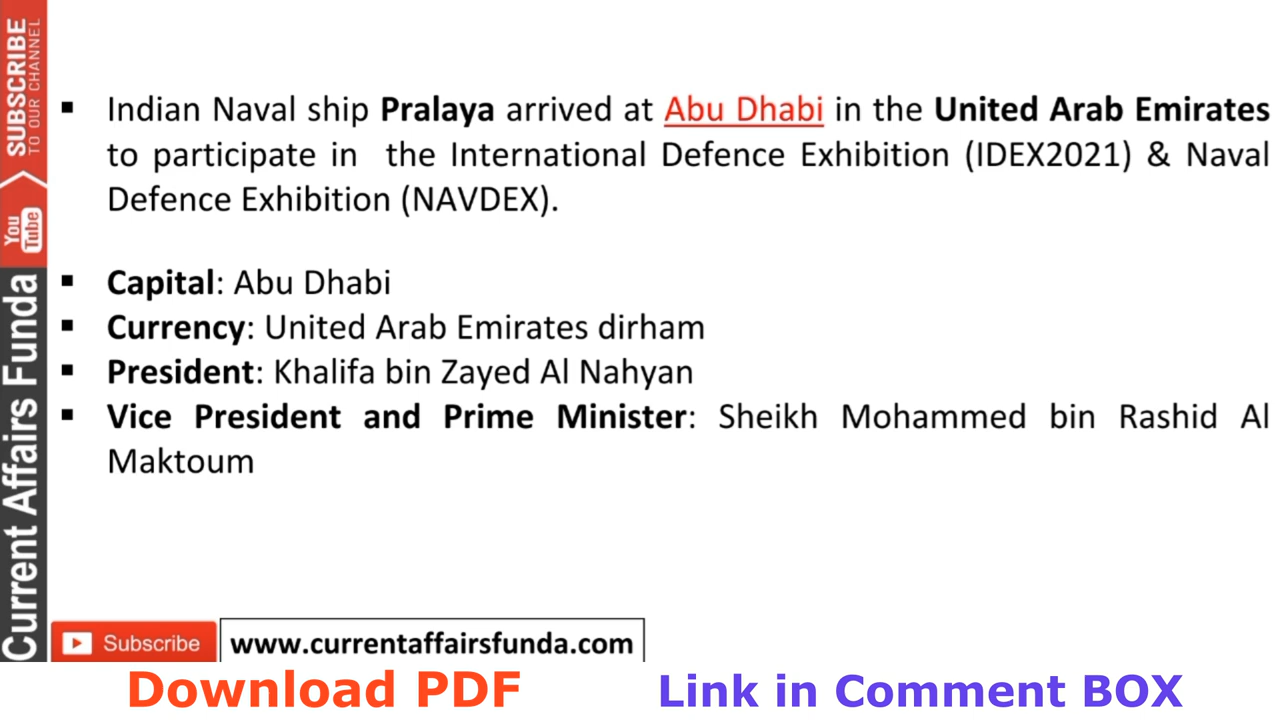 SUBSCRIBE
TO OUR CHANNEL
You
Tube
Current Affairs Funda
▪ Indian Naval ship Pralaya arrived at Abu Dhabi in the United Arab Emirates
to participate in the International Defence Exhibition (IDEX2021) & Naval
Defence Exhibition (NAVDEX).
▪ Capital: Abu Dhabi
▪ Currency: United Arab Emirates dirham
▪ President: Khalifa bin Zayed Al Nahyan
▪ Vice President and Prime Minister: Sheikh Mohammed bin Rashid Al
Maktoum
Subscribe
www.currentaffairsfunda.com
Download PDF
Link in Comment BOX